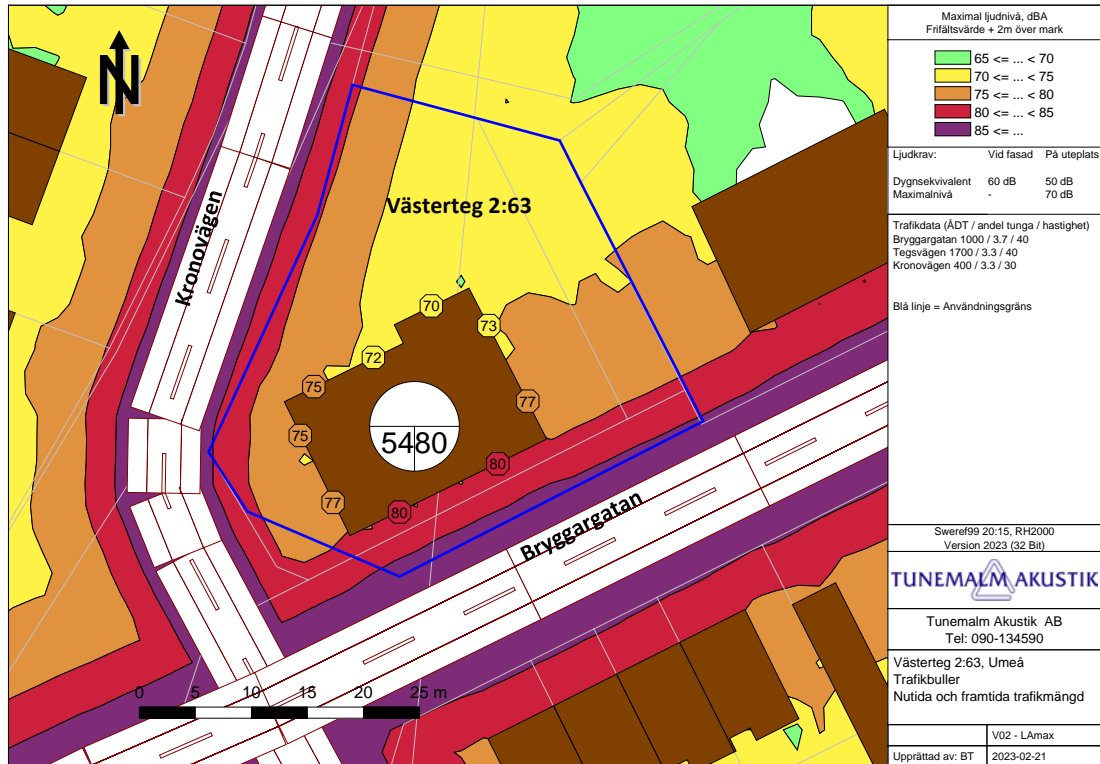 N
Kronovägen
Västerteg 2:63
70
73
72
75
77
75
5480
80
77
80
Bryggargatan
0 5 10 15 20 25 m
Maximal ljudnivå, dBA
Frifältsvärde + 2m över mark
65 <= ... < 70
70 <= ... < 75
75 <= ... < 80
80 <= ... < 85
85 <= ...
Ljudkrav: Vid fasad På uteplats
Dygnsekvivalent 60 dB 50 dB
Maximalnivå - 70 dB
Trafikdata (ÅDT / andel tunga / hastighet)
Bryggargatan 1000 / 3.7 / 40
Tegsvägen 1700 / 3.3 / 40
Kronovägen 400 / 3.3 / 30
Blå linje = Användningsgräns
Sweref99 20:15, RH2000
Version 2023 (32 Bit)
TUNEMALM AKUSTIK
Tunemalm Akustik AB
Tel: 090-134590
Västerteg 2:63, Umeå
Trafikbuller
Nutida och framtida trafikmängd
V02 - LAmax
Upprättad av: BT 2023-02-21